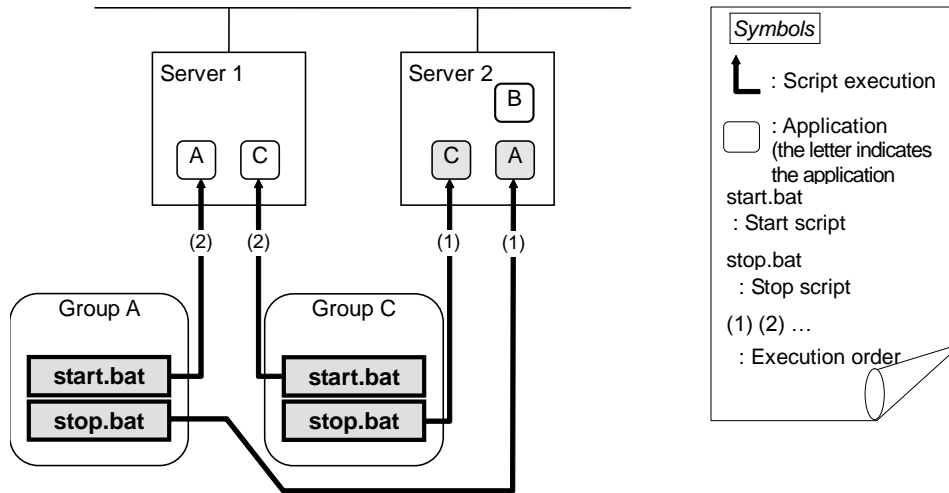 Server 1
A
C
(2)
(2)
Server 2
B
C
A
(1)
(1)
Group A
start.bat
stop.bat
Group C
start.bat
stop.bat
Symbols
: Script execution
: Application
(the letter indicates
the application
start.bat
: Start script
stop.bat
: Stop script
(1) (2) …
: Execution order